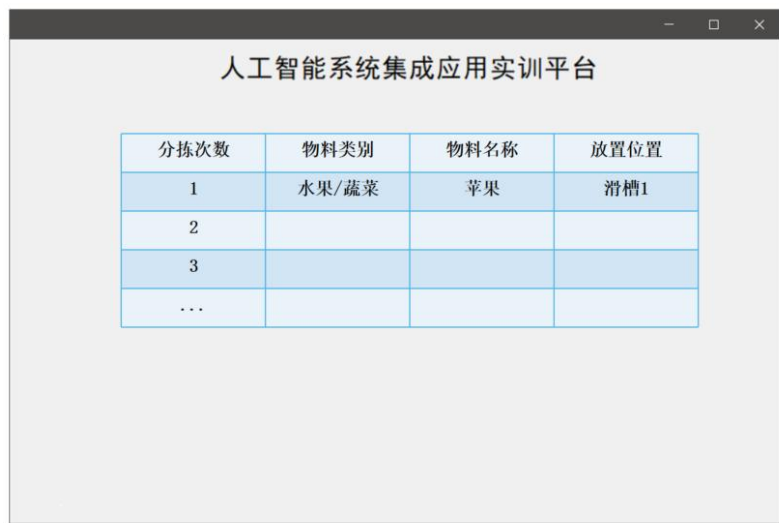 人工智能系统集成应用实训平台
分拣次数 物料类别 物料名称 放置位置
1 水果/蔬菜 苹果 滑槽1
2
3
...